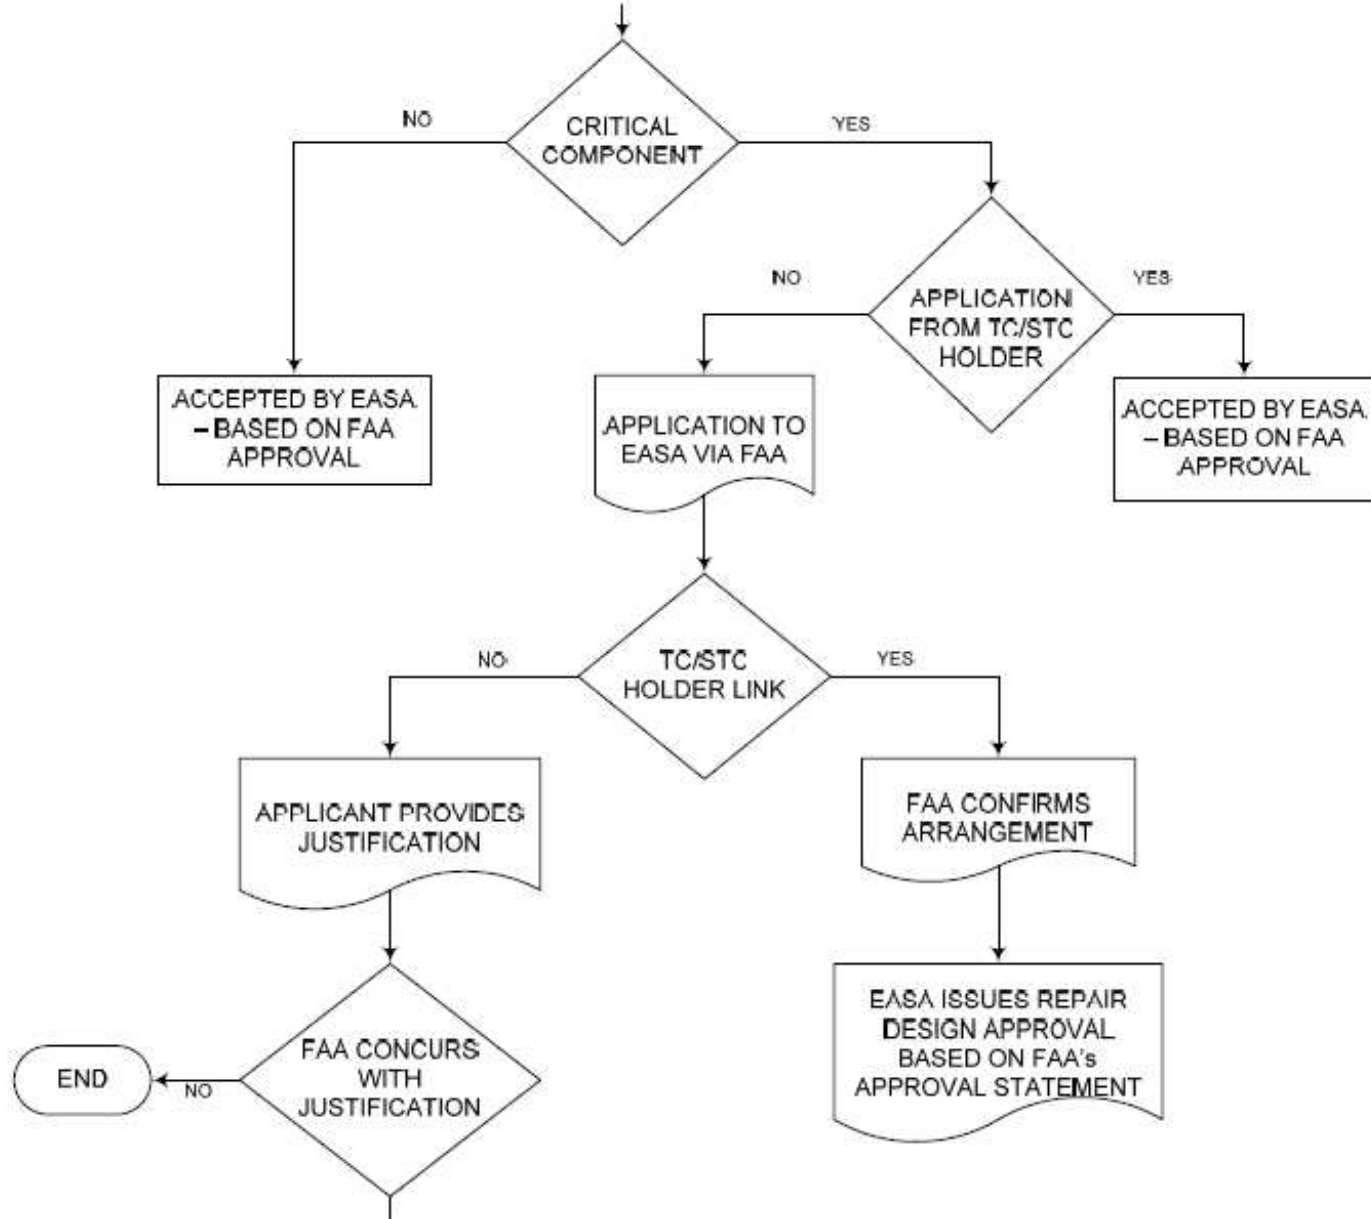 NO
CRITICAL
COMPONENT
YES
NO
APPLICATION
FROM TC/STC
HOLDER
YES
ACCEPTED BY EASA
– BASED ON FAA
APPROVAL
APPLICATION TO
EASA VIA FAA
ACCEPTED BY EASA
– BASED ON FAA
APPROVAL
NO
TC/STC
HOLDER LINK
YES
APPLICANT PROVIDES
JUSTIFICATION
FAA CONFIRMS
ARRANGEMENT
EASA ISSUES REPAIR
DESIGN APPROVAL
BASED ON FAA's
APPROVAL STATEMENT
END
NO
FAA CONCURS
WITH
JUSTIFICATION